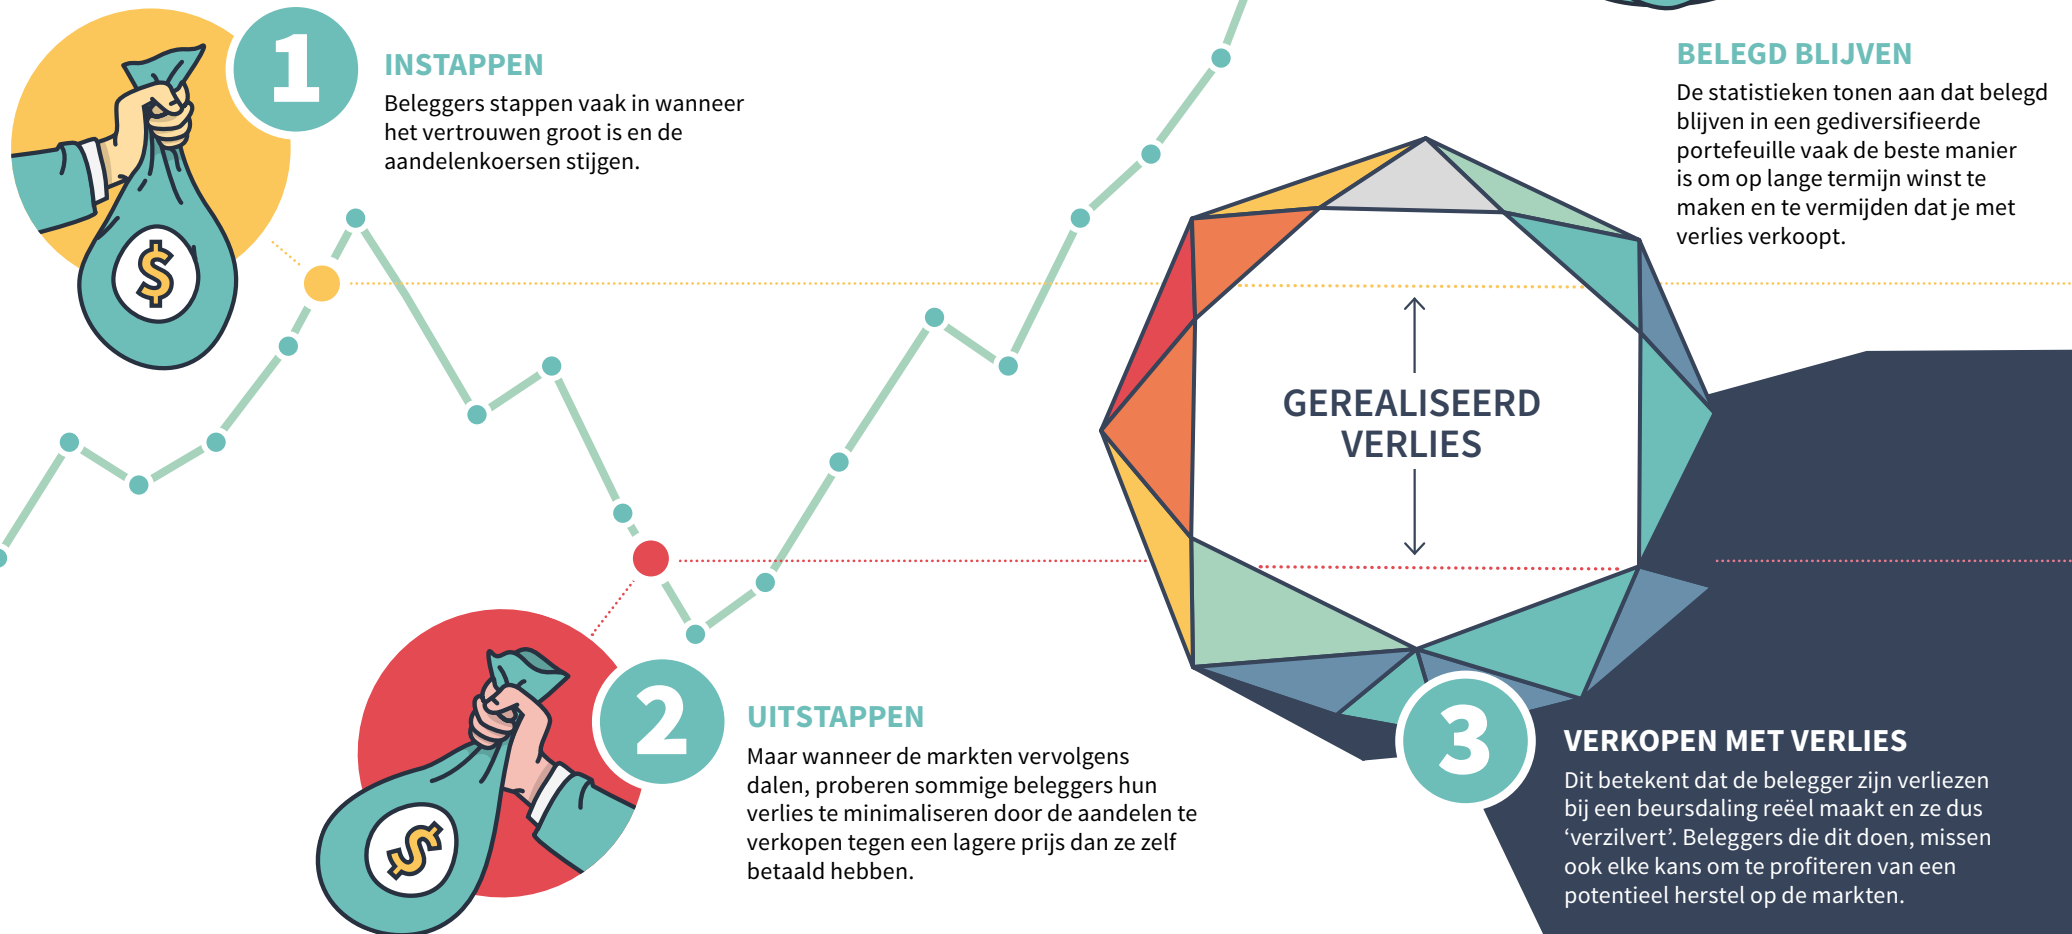 1
INSTAPPEN
Beleggers stappen vaak in wanneer
het vertrouwen groot is en de
aandelenkoersen stijgen.
$
BELEGD BLIJVEN
De statistieken tonen aan dat belegd
blijven in een gediversifieerde
portefeuille vaak de beste manier
is om op lange termijn winst te
maken en te vermijden dat je met
verlies verkoopt.
GEREALISEERD
VERLIES
2
UITSTAPPEN
Maar wanneer de markten vervolgens
dalen, proberen sommige beleggers hun
verlies te minimaliseren door de aandelen te
verkopen tegen een lagere prijs dan ze zelf
betaald hebben.
$
3
VERKOPEN MET VERLIES
Dit betekent dat de belegger zijn verliezen
bij een beursdaling reëel maakt en ze dus
‘verzilvert’. Beleggers die dit doen, missen
ook elke kans om te profiteren van een
potentieel herstel op de markten.